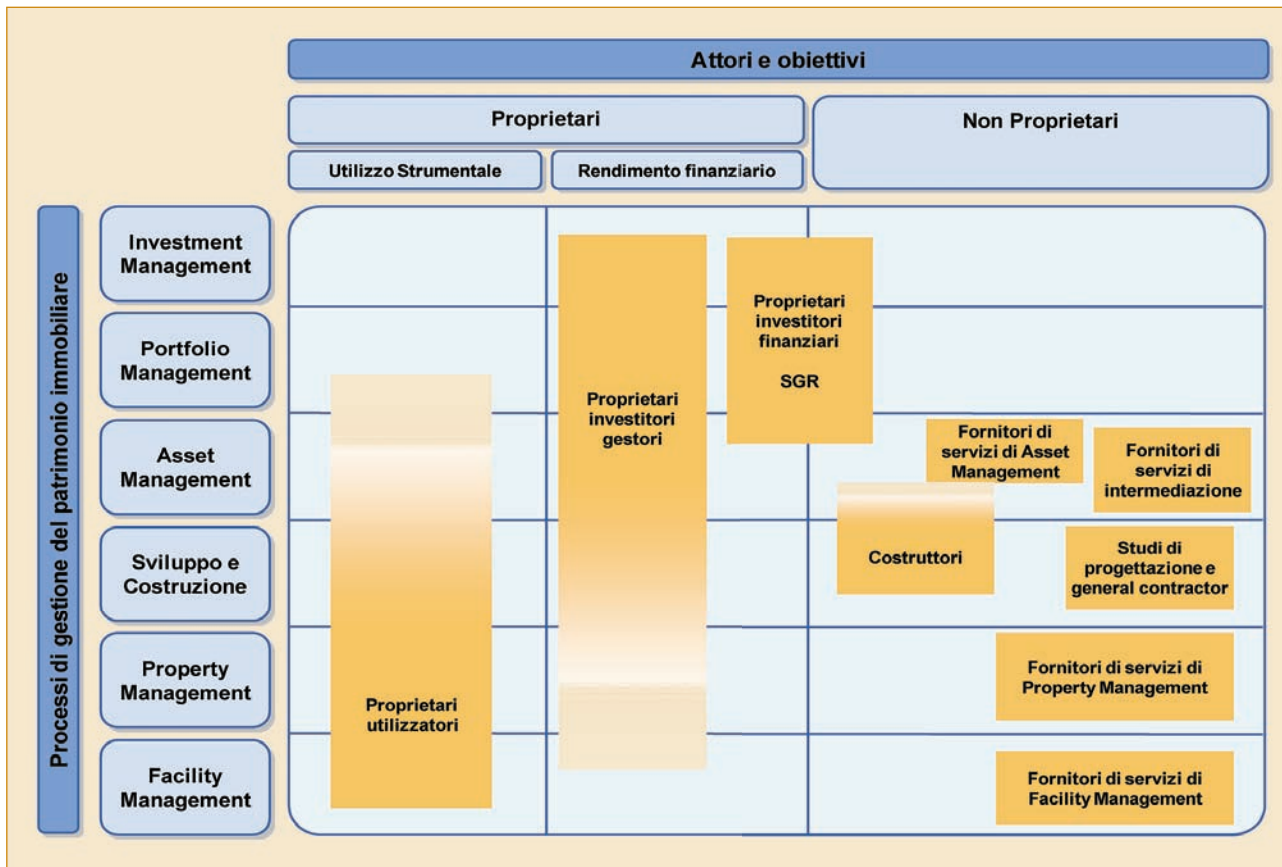 Attori e obiettivi
Proprietari
Non Proprietari
Utilizzo Strumentale
Rendimento finanziario
Processi di gestione del patrimonio immobiliare
Investment
Management
Portfolio
Management
Asset
Management
Sviluppo e
Costruzione
Property
Management
Facility
Management
Proprietari
utilizzatori
Proprietari
investitori
gestori
Proprietari
investitori
finanziari
SGR
Fornitori di
servizi di Asset
Management
Fornitori di
servizi di
intermediazione
Costruttori
Studi di
progettazione e
general contractor
Fornitori di servizi di
Property Management
Fornitori di servizi di
Facility Management